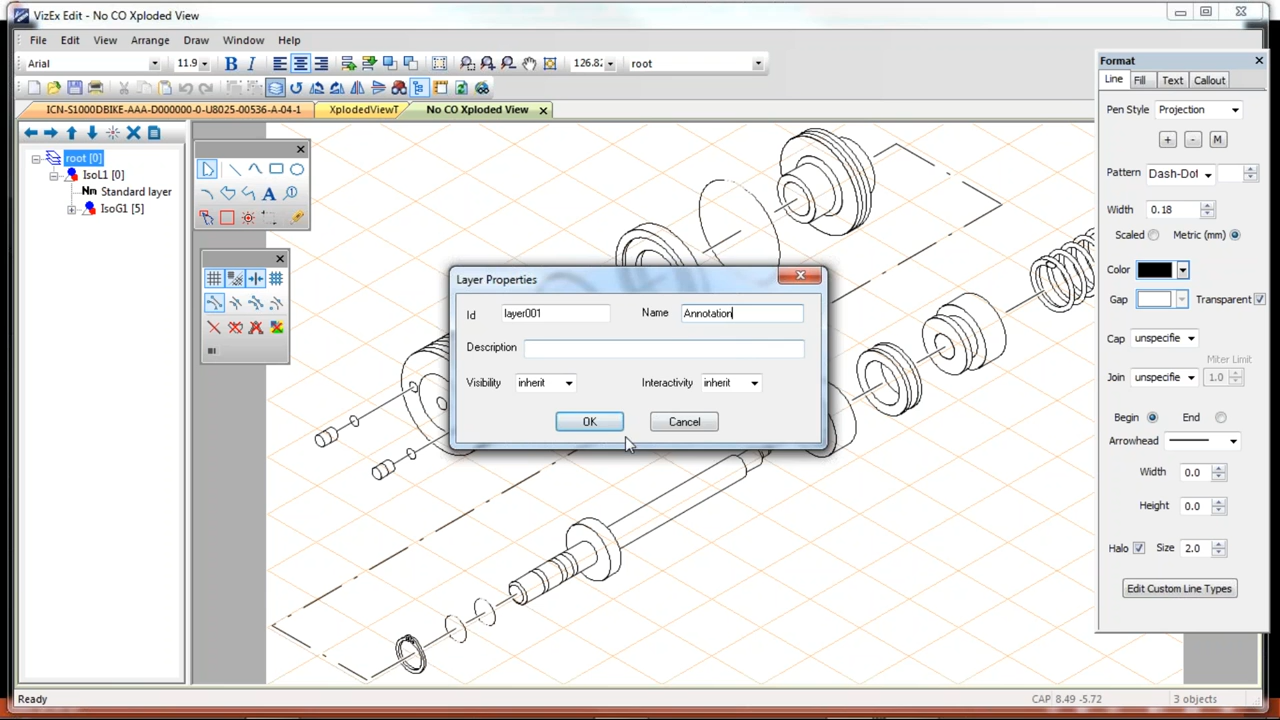 VizEx Edit - No CO Xploded View
File Edit View Arrange Draw Window Help
Arial 11.9 B I 126.82 root
ICN-S1000DBIKE-AAA-D000000-0-U8025-00536-A-04-1 XplodedViewT No CO Xploded View
root [0]
IsoL1 [0]
Nm Standard layer
IsoG1 [5]
A
Layer Properties
Id layer001 Name Annotation
Description
Visibility inherit Interactivity inherit
OK Cancel
Format
Line Fill Text Callout
Pen Style Projection
+ - M
Pattern Dash-Dot
Width 0.18
Scaled Metric (mm)
Color
Gap Transparent
Cap unspecifie
Miter Limit
Join unspecifie 1.0
Begin End
Arrowhead
Width 0.0
Height 0.0
Halo Size 2.0
Edit Custom Line Types
Ready CAP 8.49 -5.72 3 objects